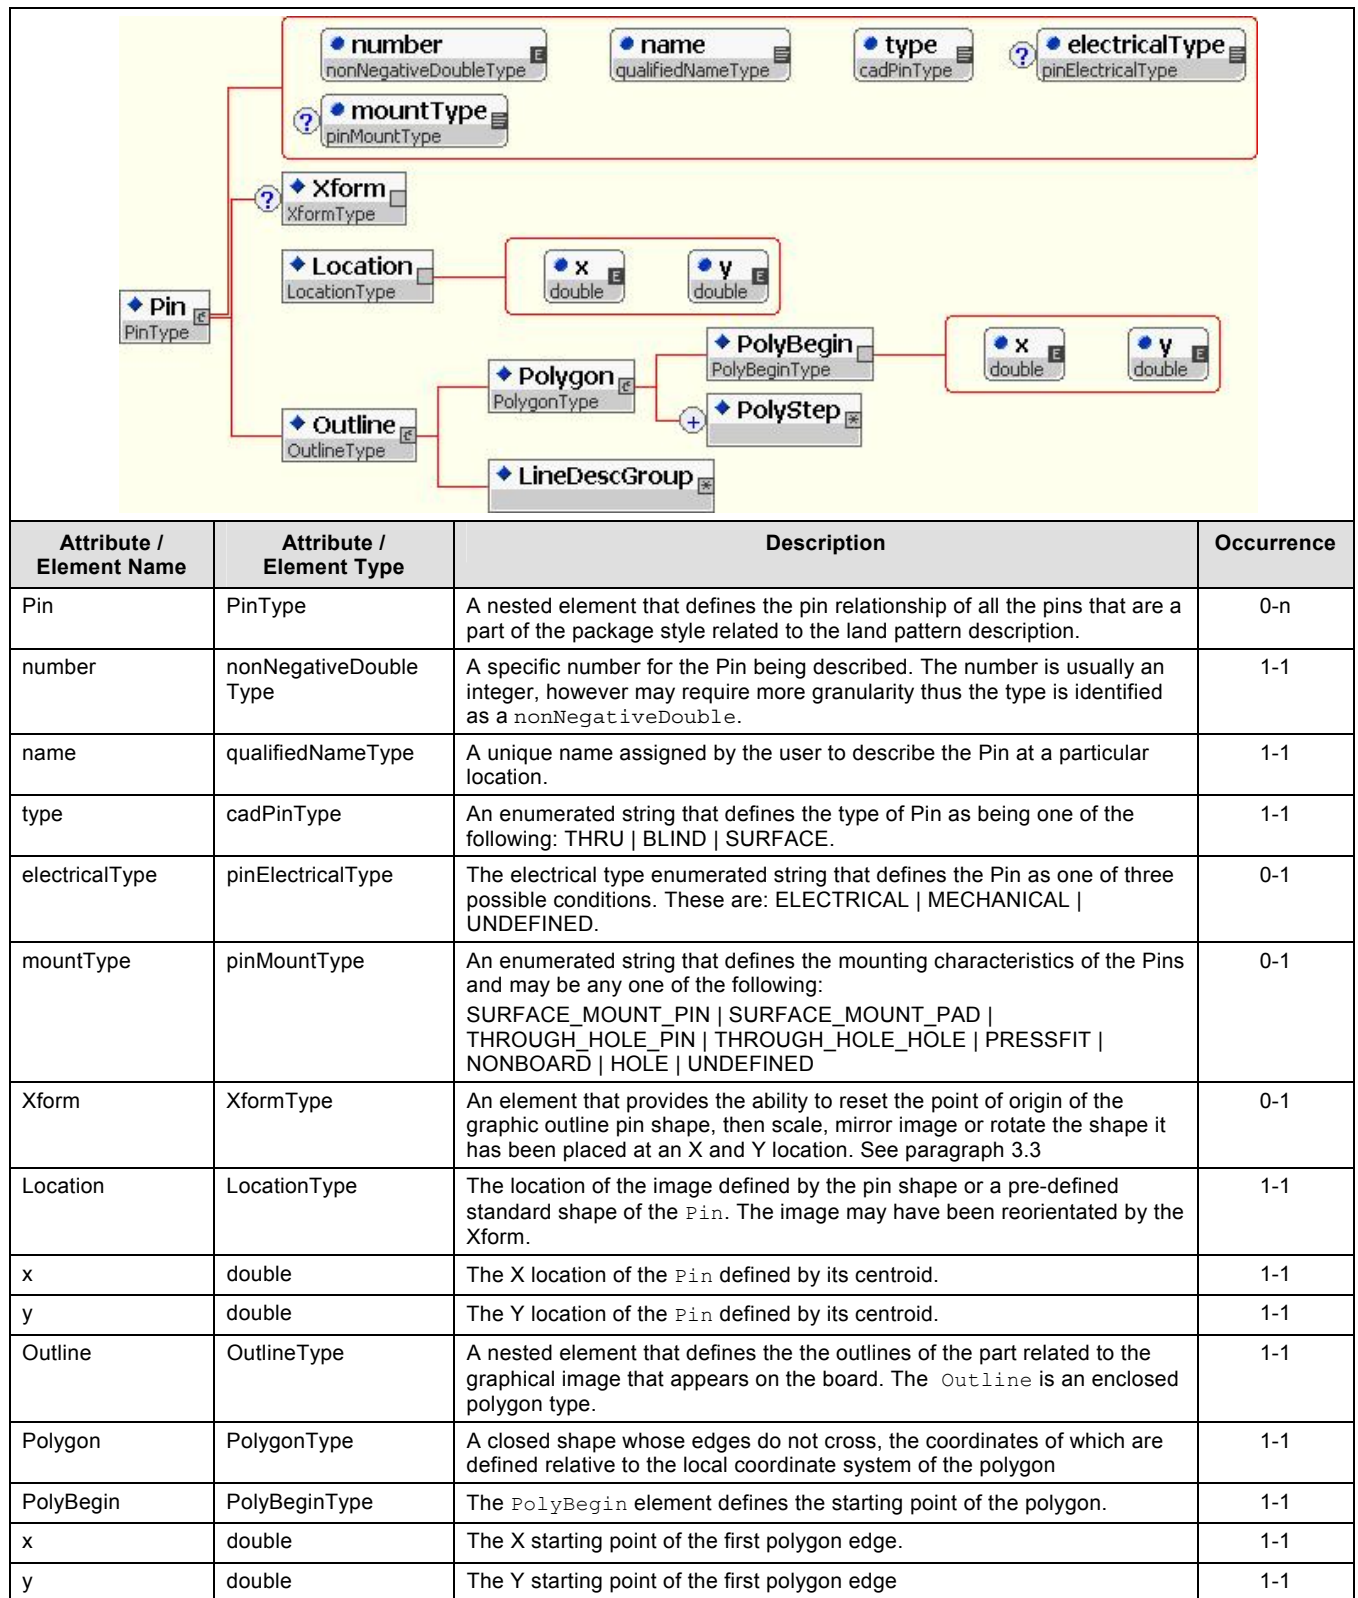 number
nonNegativeDoubleType
E
name
qualifiedNameType
type
cadPinType
?
electricalType
pinElectricalType
?
mountType
pinMountType
?
Xform
XformType
Location
LocationType
x
double
E
y
double
E
Pin
PinType
Outline
OutlineType
Polygon
PolygonType
PolyBegin
PolyBeginType
x
double
E
y
double
E
+
PolyStep
LineDescGroup
Attribute /
Element Name
Attribute /
Element Type
Description
Occurrence
Pin
PinType
A nested element that defines the pin relationship of all the pins that are a
part of the package style related to the land pattern description.
0-n
number
nonNegativeDouble
Type
A specific number for the Pin being described. The number is usually an
integer, however may require more granularity thus the type is identified
as a nonNegativeDouble.
1-1
name
qualifiedNameType
A unique name assigned by the user to describe the Pin at a particular
location.
1-1
type
cadPinType
An enumerated string that defines the type of Pin as being one of the
following: THRU | BLIND | SURFACE.
1-1
electricalType
pinElectricalType
The electrical type enumerated string that defines the Pin as one of three
possible conditions. These are: ELECTRICAL | MECHANICAL |
UNDEFINED.
0-1
mountType
pinMountType
An enumerated string that defines the mounting characteristics of the Pins
and may be any one of the following:
SURFACE_MOUNT_PIN | SURFACE_MOUNT_PAD |
THROUGH_HOLE_PIN | THROUGH_HOLE_HOLE | PRESSFIT |
NONBOARD | HOLE | UNDEFINED
0-1
Xform
XformType
An element that provides the ability to reset the point of origin of the
graphic outline pin shape, then scale, mirror image or rotate the shape it
has been placed at an X and Y location. See paragraph 3.3
0-1
Location
LocationType
The location of the image defined by the pin shape or a pre-defined
standard shape of the Pin. The image may have been reorientated by the
Xform.
1-1
x
double
The X location of the Pin defined by its centroid.
1-1
y
double
The Y location of the Pin defined by its centroid.
1-1
Outline
OutlineType
A nested element that defines the the outlines of the part related to the
graphical image that appears on the board. The Outline is an enclosed
polygon type.
1-1
Polygon
PolygonType
A closed shape whose edges do not cross, the coordinates of which are
defined relative to the local coordinate system of the polygon
1-1
PolyBegin
PolyBeginType
The PolyBegin element defines the starting point of the polygon.
1-1
x
double
The X starting point of the first polygon edge.
1-1
y
double
The Y starting point of the first polygon edge
1-1